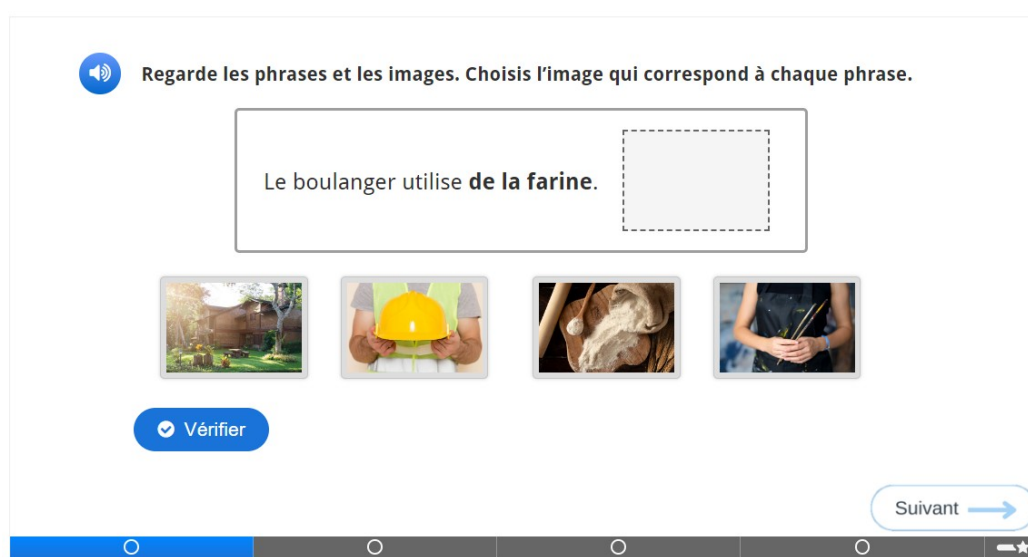 Regarde les phrases et les images. Choisis l’image qui correspond à chaque phrase.
Le boulanger utilise de la farine.
Vérifier
Suivant